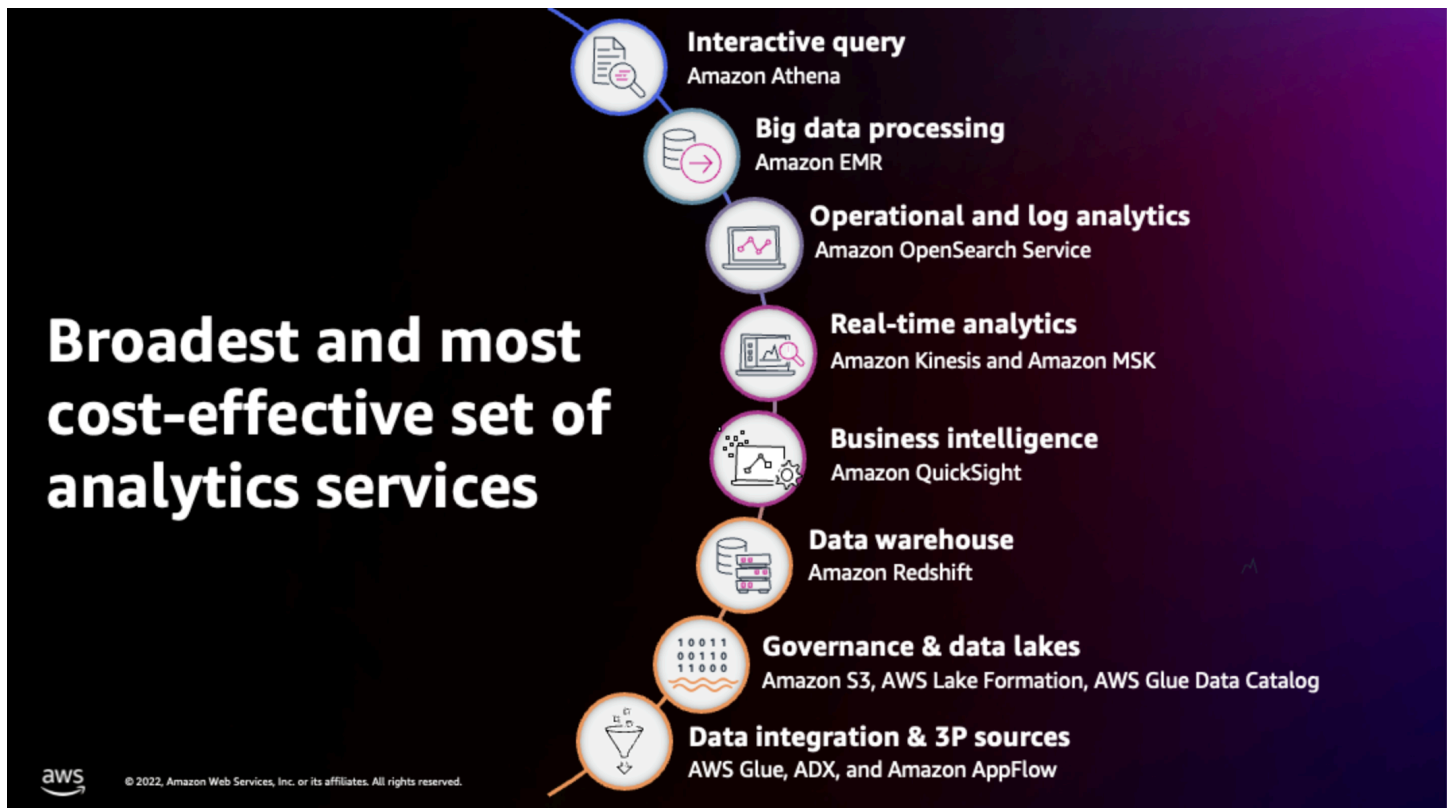 Interactive query
Amazon Athena
Big data processing
Amazon EMR
Operational and log analytics
Amazon OpenSearch Service
Real-time analytics
Amazon Kinesis and Amazon MSK
Broadest and most
cost-effective set of
analytics services
Business intelligence
Amazon QuickSight
Data warehouse
Amazon Redshift
10011
00110
11000
Governance & data lakes
Amazon S3, AWS Lake Formation, AWS Glue Data Catalog
Data integration & 3P sources
AWS Glue, ADX, and Amazon AppFlow
aws
© 2022, Amazon Web Services, Inc. or its affiliates. All rights reserved.